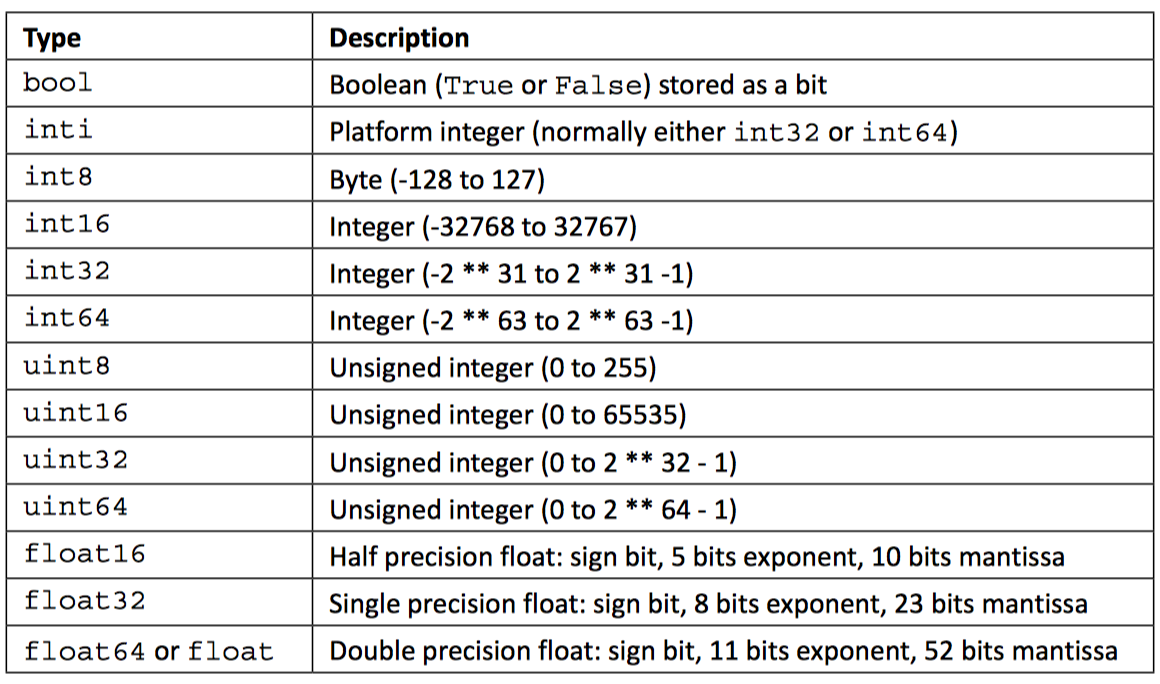 Type Description
bool Boolean (True or False) stored as a bit
inti Platform integer (normally either int32 or int64)
int8 Byte (-128 to 127)
int16 Integer (-32768 to 32767)
int32 Integer (-2 ** 31 to 2 ** 31 -1)
int64 Integer (-2 ** 63 to 2 ** 63 -1)
uint8 Unsigned integer (0 to 255)
uint16 Unsigned integer (0 to 65535)
uint32 Unsigned integer (0 to 2 ** 32 - 1)
uint64 Unsigned integer (0 to 2 ** 64 - 1)
float16 Half precision float: sign bit, 5 bits exponent, 10 bits mantissa
float32 Single precision float: sign bit, 8 bits exponent, 23 bits mantissa
float64 or float Double precision float: sign bit, 11 bits exponent, 52 bits mantissa